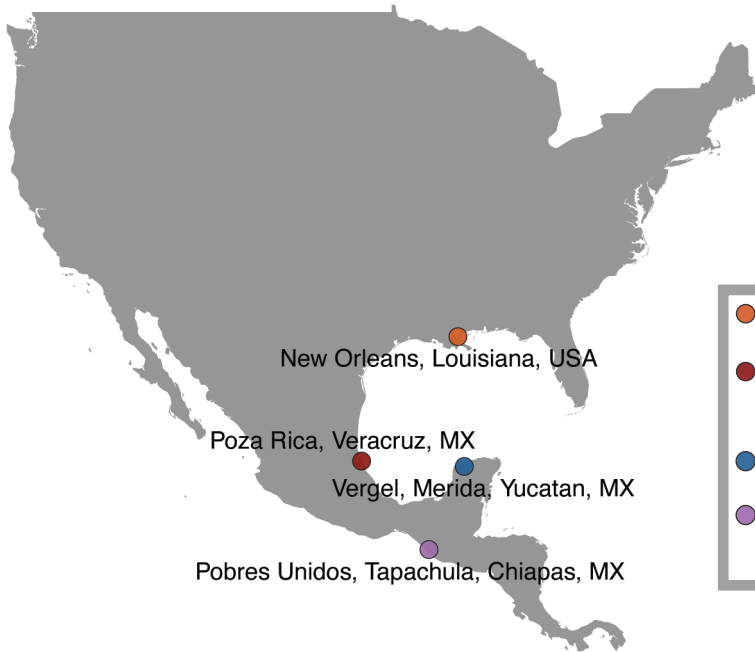 New Orleans, Louisiana, USA
Poza Rica, Veracruz, MX
Vergel, Merida, Yucatan, MX
Pobres Unidos, Tapachula, Chiapas, MX